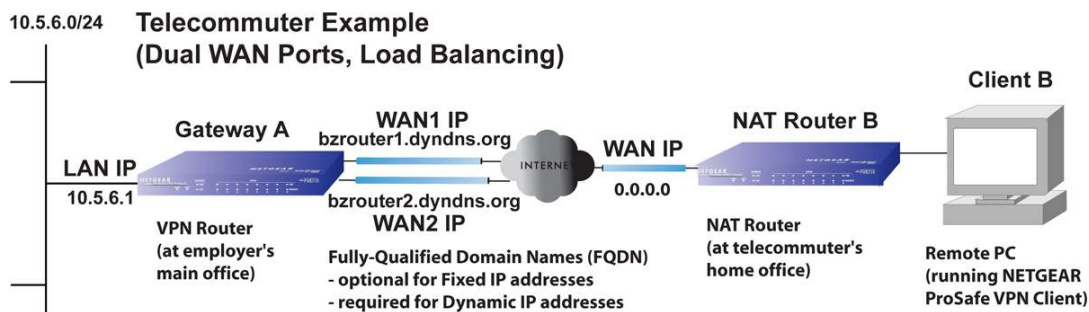 10.5.6.0/24
Telecommuter Example
(Dual WAN Ports, Load Balancing)
Client B
Gateway A
WAN1 IP
bzrouter1.dyndns.org
NAT Router B
LAN IP
10.5.6.1
NETGEAR
INTERNET
WAN IP
0.0.0.0
NETGEAR
bzrouter2.dyndns.org
WAN2 IP
VPN Router
(at employer's
main office)
Fully-Qualified Domain Names (FQDN)
- optional for Fixed IP addresses
- required for Dynamic IP addresses
NAT Router
(at telecommuter's
home office)
Remote PC
(running NETGEAR
ProSafe VPN Client)